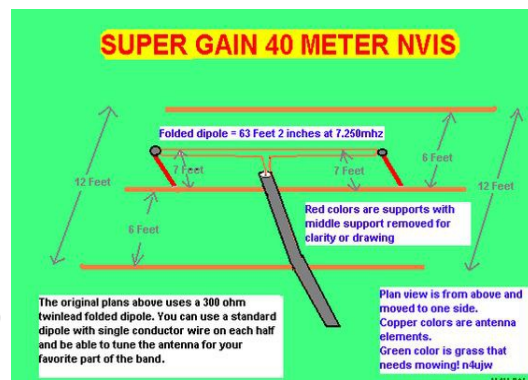 SUPER GAIN 40 METER NVIS
Folded dipole = 63 Feet 2 inches at 7.250mhz
12 Feet
7 Feet
7 Feet
6 Feet
12 Feet
6 Feet
Red colors are supports with
middle support removed for
clarity or drawing
The original plans above uses a 300 ohm
twinlead folded dipole. You can use a standard
dipole with single conductor wire on each half
and be able to tune the antenna for your
favorite part of the band.
Plan view is from above and
moved to one side.
Copper colors are antenna
elements.
Green color is grass that
needs mowing! n4ujw